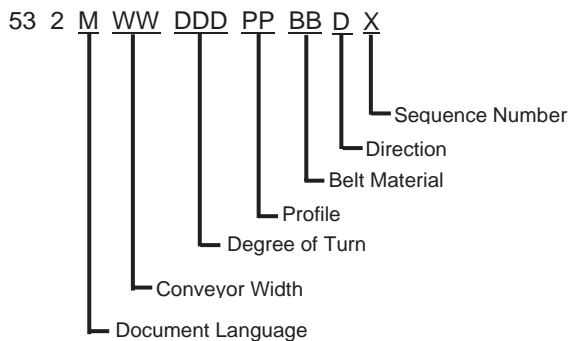 53 2 M WW DDD PP BB D X
Sequence Number
Direction
Belt Material
Profile
Degree of Turn
Conveyor Width
Document Language